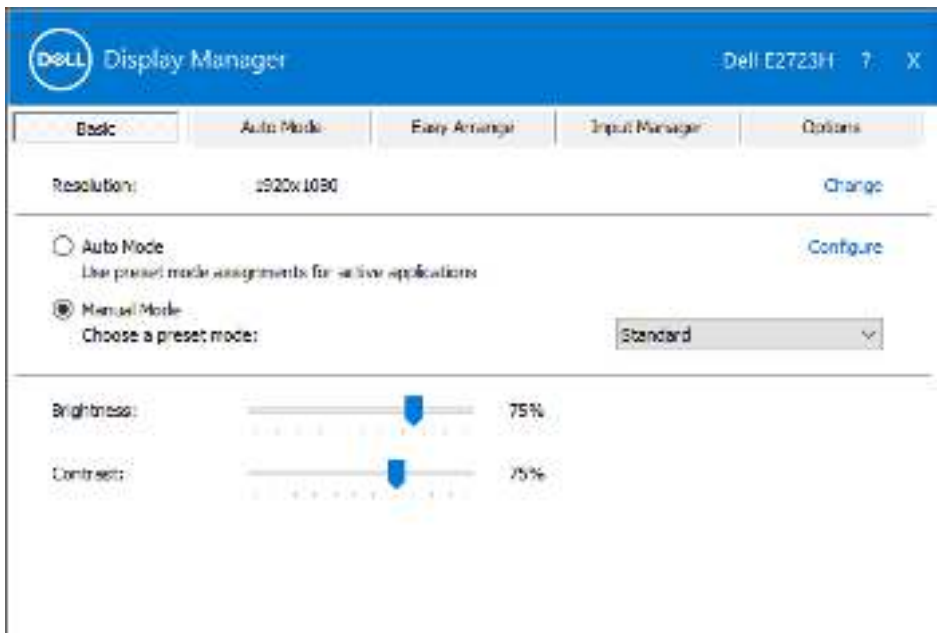 DELL Display Manager Dell E2723H ? X
Basic Auto Mode Easy Arrange Input Manager Options
Resolution: 1920x1080 Change
Auto Mode Configure
Use preset mode assignments for active applications
Manual Mode
Choose a preset mode: Standard
Brightness: 75%
Contrast: 75%